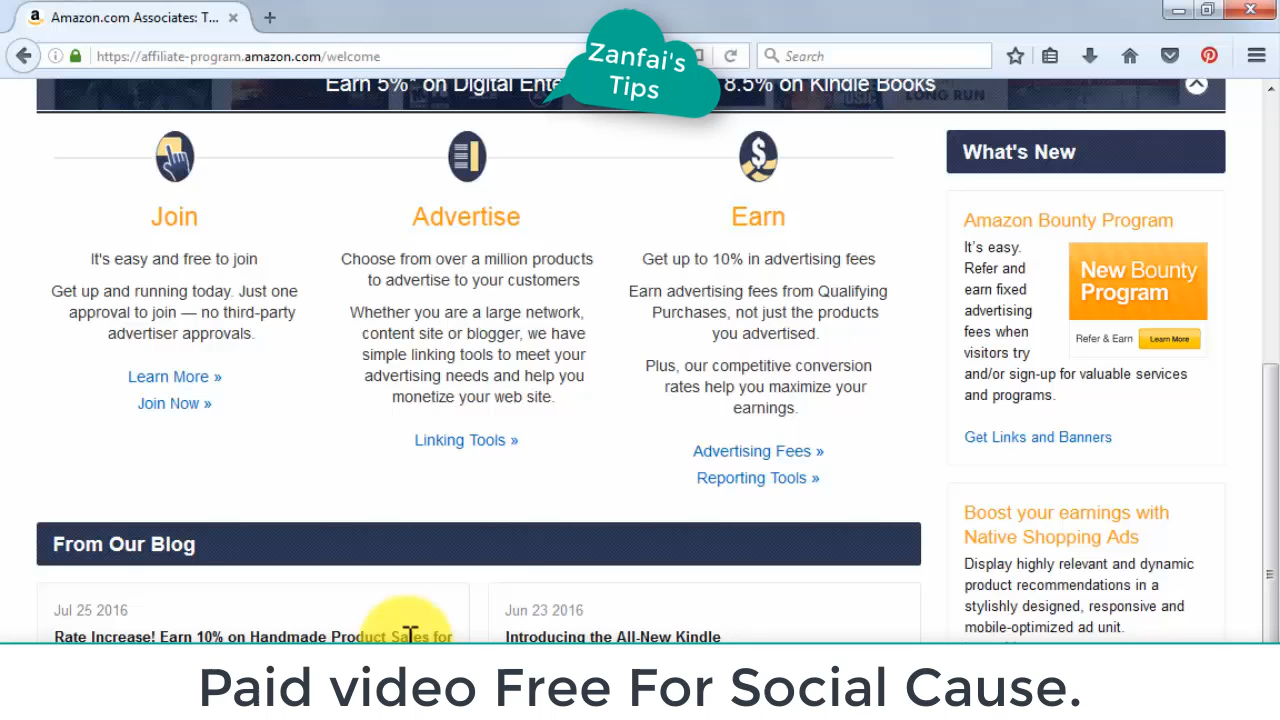 Amazon.com Associates: T...
https://affiliate-program.amazon.com/welcome
Search
Zanfai's
Tips
Earn 5%* on Digital Ente
8.5% on Kindle Books
LONG RUN
Join
It's easy and free to join
Get up and running today. Just one
approval to join — no third-party
advertiser approvals.
Learn More »
Join Now »
Advertise
Choose from over a million products
to advertise to your customers
Whether you are a large network,
content site or blogger, we have
simple linking tools to meet your
advertising needs and help you
monetize your web site.
Linking Tools »
Earn
Get up to 10% in advertising fees
Earn advertising fees from Qualifying
Purchases, not just the products
you advertised.
Plus, our competitive conversion
rates help you maximize your
earnings.
Advertising Fees »
Reporting Tools »
What's New
Amazon Bounty Program
It's easy.
Refer and
earn fixed
advertising
fees when
visitors try
and/or sign-up for valuable services
and programs.
New Bounty
Program
Refer & Earn
Learn More
Get Links and Banners
Boost your earnings with
Native Shopping Ads
Display highly relevant and dynamic
product recommendations in a
stylishly designed, responsive and
mobile-optimized ad unit.
From Our Blog
Jul 25 2016
Rate Increase! Earn 10% on Handmade Product Sales for
Jun 23 2016
Introducing the All-New Kindle
Paid video Free For Social Cause.